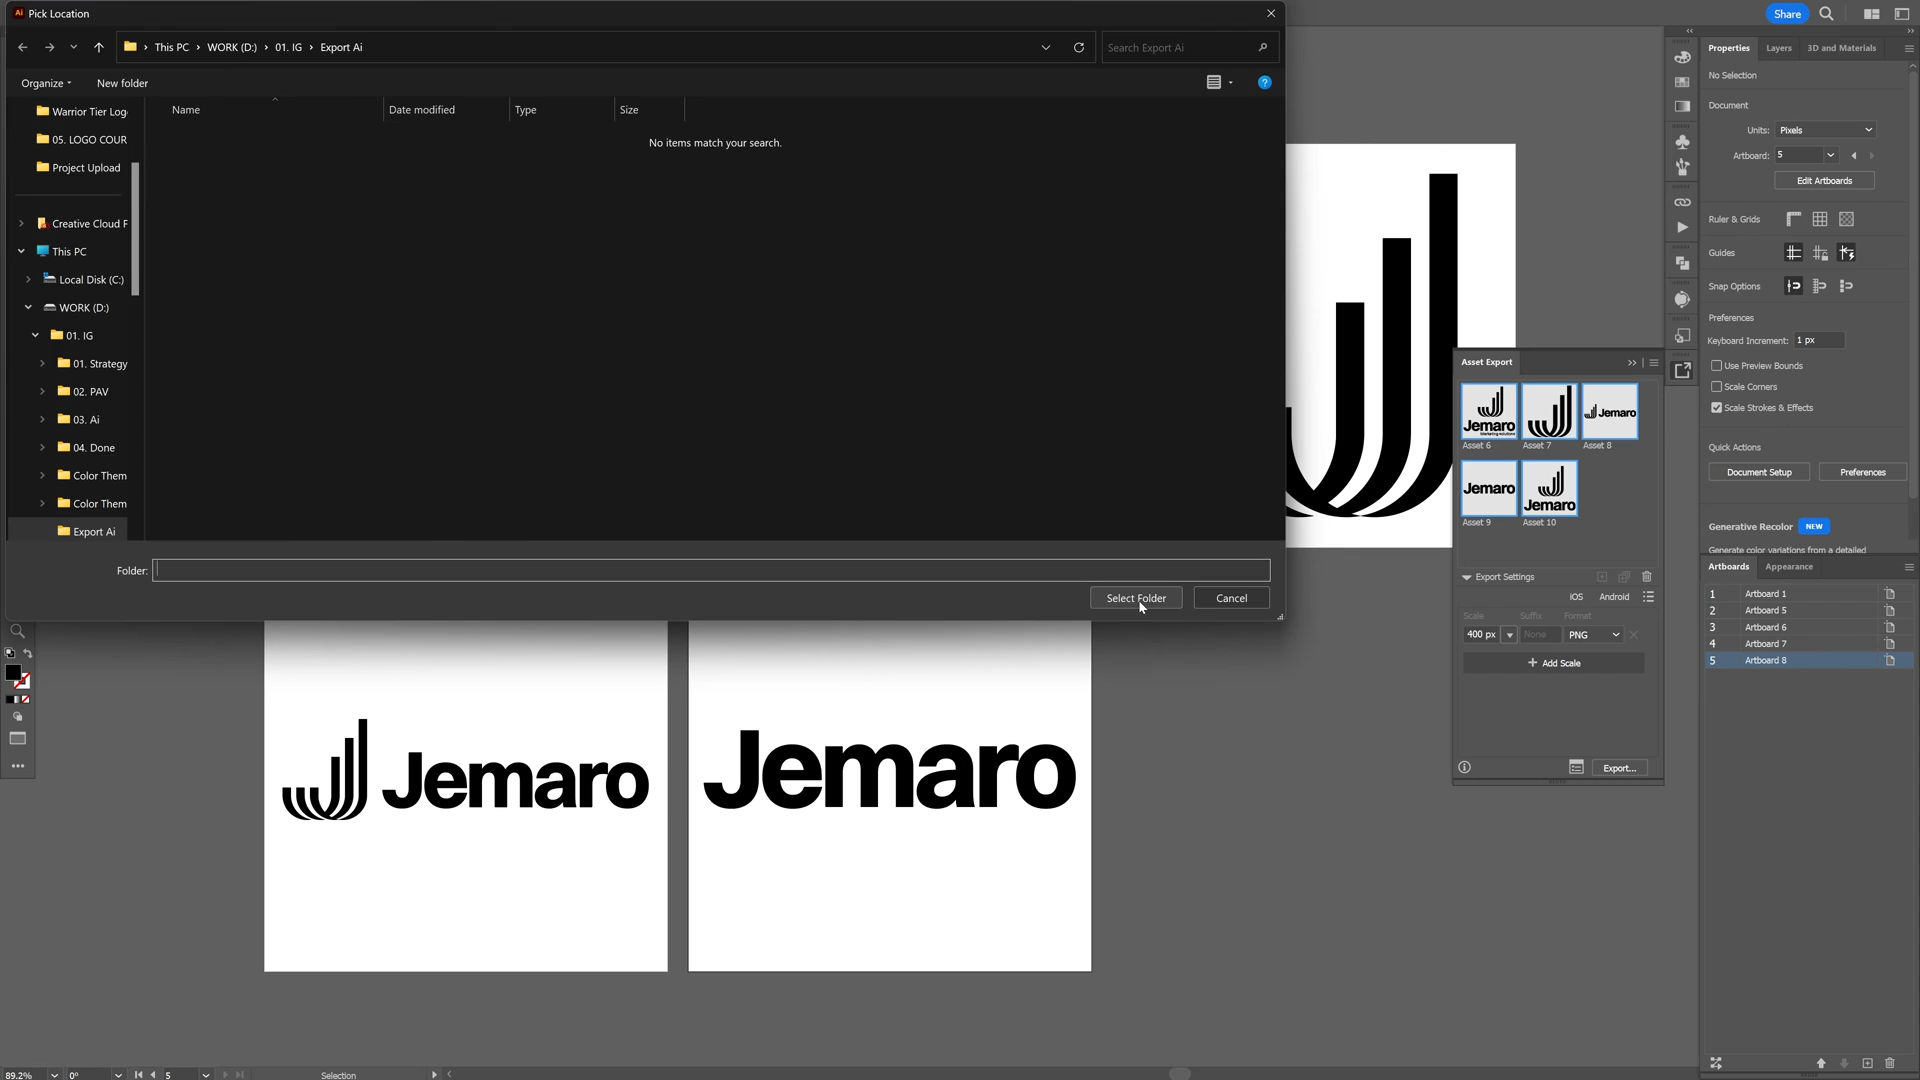 Ai Pick Location
This PC › WORK (D:) › 01. IG › Export Ai
Search Export Ai
Organize
New folder
Name
Date modified
Type
Size
No items match your search.
Warrior Tier Log
05. LOGO COUR
Project Upload
Creative Cloud F
This PC
Local Disk (C:)
WORK (D:)
01. IG
01. Strategy
02. PAV
03. Ai
04. Done
Color Them
Color Them
Export Ai
Folder:
Select Folder
Cancel
Share
Properties
Layers
3D and Materials
No Selection
Document
Units: Pixels
Artboard: 5
Edit Artboards
Ruler & Grids
Guides
Snap Options
Preferences
Keyboard Increment: 1 px
Use Preview Bounds
Scale Corners
Scale Strokes & Effects
Quick Actions
Document Setup
Preferences
Generative Recolor NEW
Generate color variations from a detailed
Artboards
Appearance
1 Artboard 1
2 Artboard 5
3 Artboard 6
4 Artboard 7
5 Artboard 8
Asset Export
Jemaro
Marketing solutions
Jemaro
Asset 6
Asset 7
Asset 8
Jemaro
Jemaro
Asset 9
Asset 10
Export Settings
iOS
Android
Scale
Suffix
Format
400 px
None
PNG
+ Add Scale
Export...
Jemaro
Jemaro
89.2%
0°
5
Selection